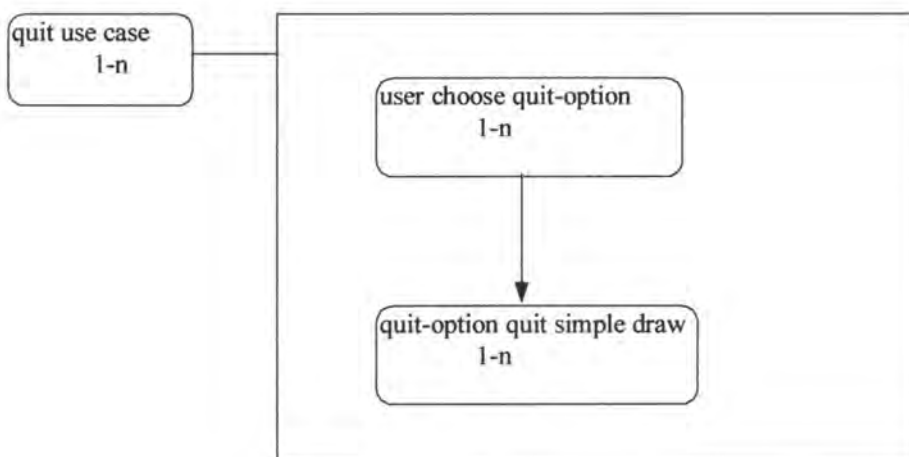 quit use case
1-n
user choose quit-option
1-n
quit-option quit simple draw
1-n